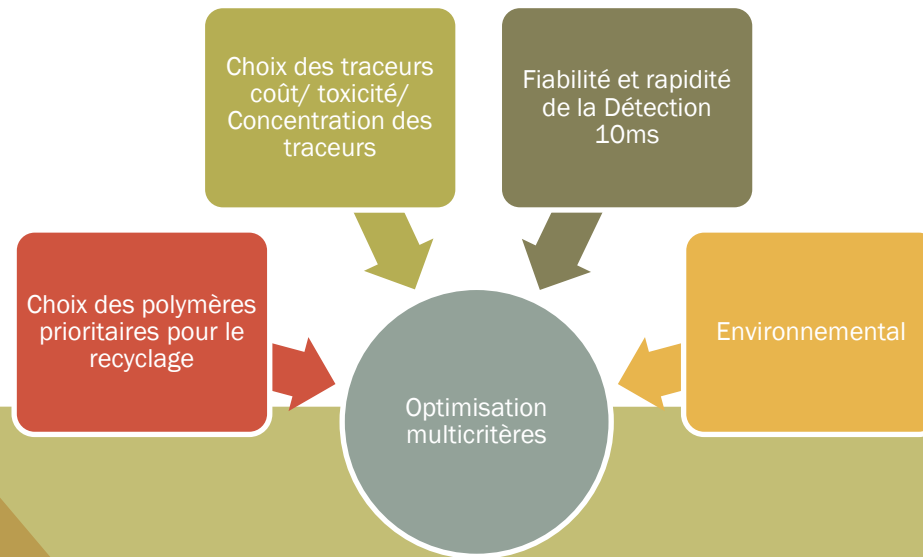 Choix des traceurs
coût/ toxicité/
Concentration des
traceurs
Fiabilité et rapidité
de la Détection
10ms
Choix des polymères
prioritaires pour le
recyclage
Environnemental
Optimisation
multicritères